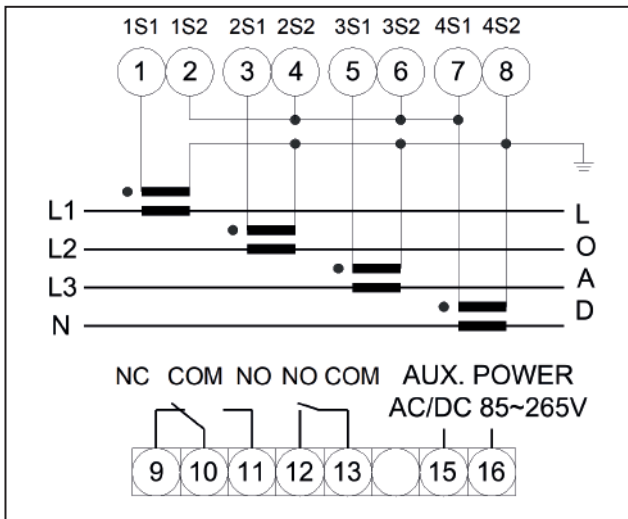 1S1 1S2 2S1 2S2 3S1 3S2 4S1 4S2
1 2 3 4 5 6 7 8
L1 L
L2 O
L3 A
N D
NC COM NO NO COM AUX. POWER
AC/DC 85~265V
9 10 11 12 13 15 16